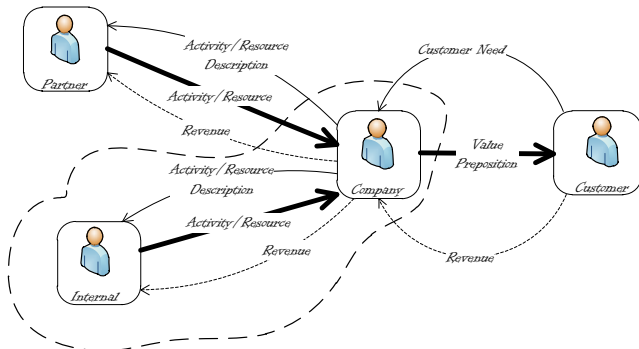 Activity/Resource
Description
Partner
Activity/Resource
Revenue
Customer Need
Value
Preposition
Company
Customer
Activity/Resource
Description
Activity/Resource
Revenue
Revenue
Internal